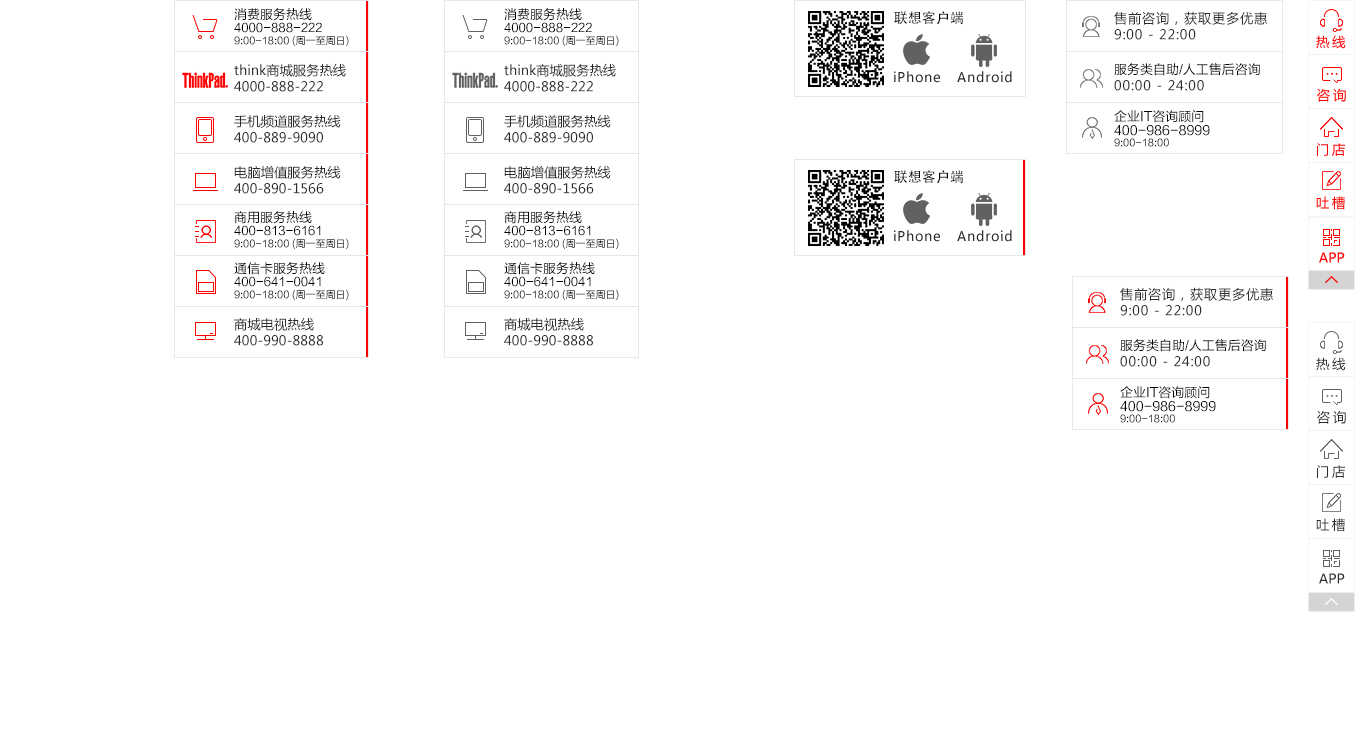 消费服务热线
4000-888-222
9:00-18:00 (周一至周日)
ThinkPad.
think商城服务热线
4000-888-222
手机频道服务热线
400-889-9090
电脑增值服务热线
400-890-1566
商用服务热线
400-813-6161
9:00-18:00 (周一至周日)
通信卡服务热线
400-641-0041
9:00-18:00 (周一至周日)
商城电视热线
400-990-8888
消费服务热线
4000-888-222
9:00-18:00 (周一至周日)
ThinkPad.
think商城服务热线
4000-888-222
手机频道服务热线
400-889-9090
电脑增值服务热线
400-890-1566
商用服务热线
400-813-6161
9:00-18:00 (周一至周日)
通信卡服务热线
400-641-0041
9:00-18:00 (周一至周日)
商城电视热线
400-990-8888
联想客户端
iPhone Android
联想客户端
iPhone Android
售前咨询，获取更多优惠
9:00 - 22:00
服务类自助/人工售后咨询
00:00 - 24:00
企业IT咨询顾问
400-986-8999
9:00-18:00
售前咨询，获取更多优惠
9:00 - 22:00
服务类自助/人工售后咨询
00:00 - 24:00
企业IT咨询顾问
400-986-8999
9:00-18:00
热线
咨询
门店
吐槽
APP
热线
咨询
门店
吐槽
APP